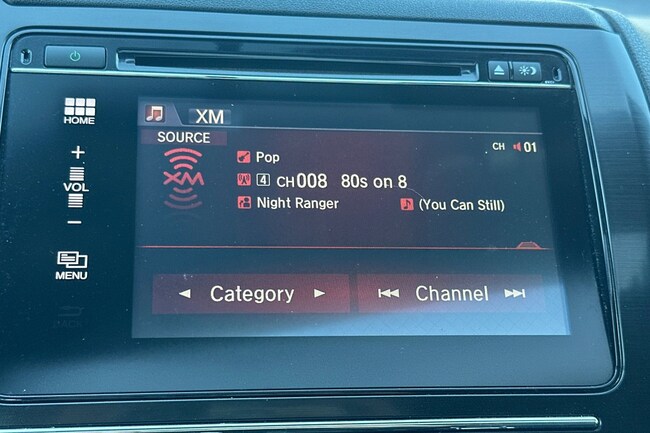 HOME
+
VOL
–
MENU
BACK
XM
SOURCE
XM
CH 01
Pop
4 CH008 80s on 8
Night Ranger
(You Can Still)
◄ Category ►
⏮ Channel ⏭